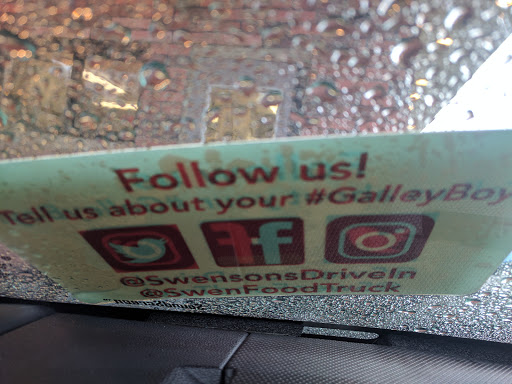 Follow us!
Tell us about your #GalleyBoy
@SwensonsDriveIn
@SwenFoodTruck